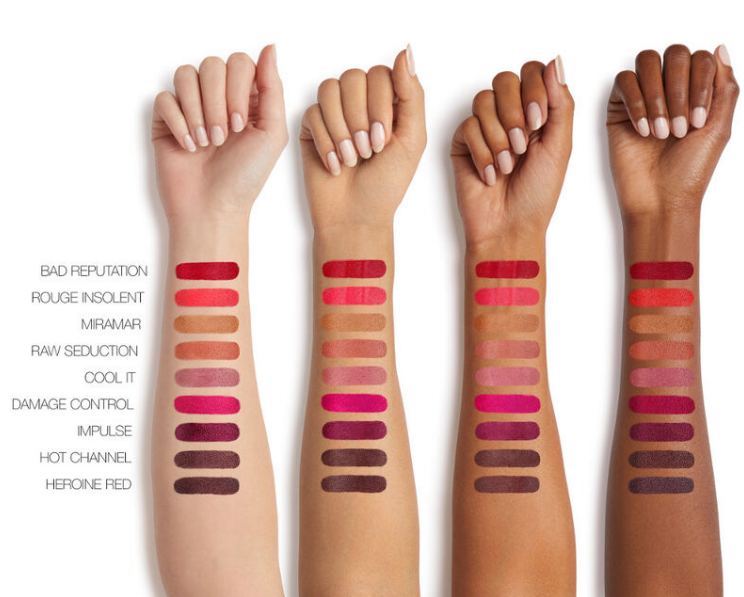 BAD REPUTATION
ROUGE INSOLENT
MIRAMAR
RAW SEDUCTION
COOL IT
DAMAGE CONTROL
IMPULSE
HOT CHANNEL
HEROINE RED